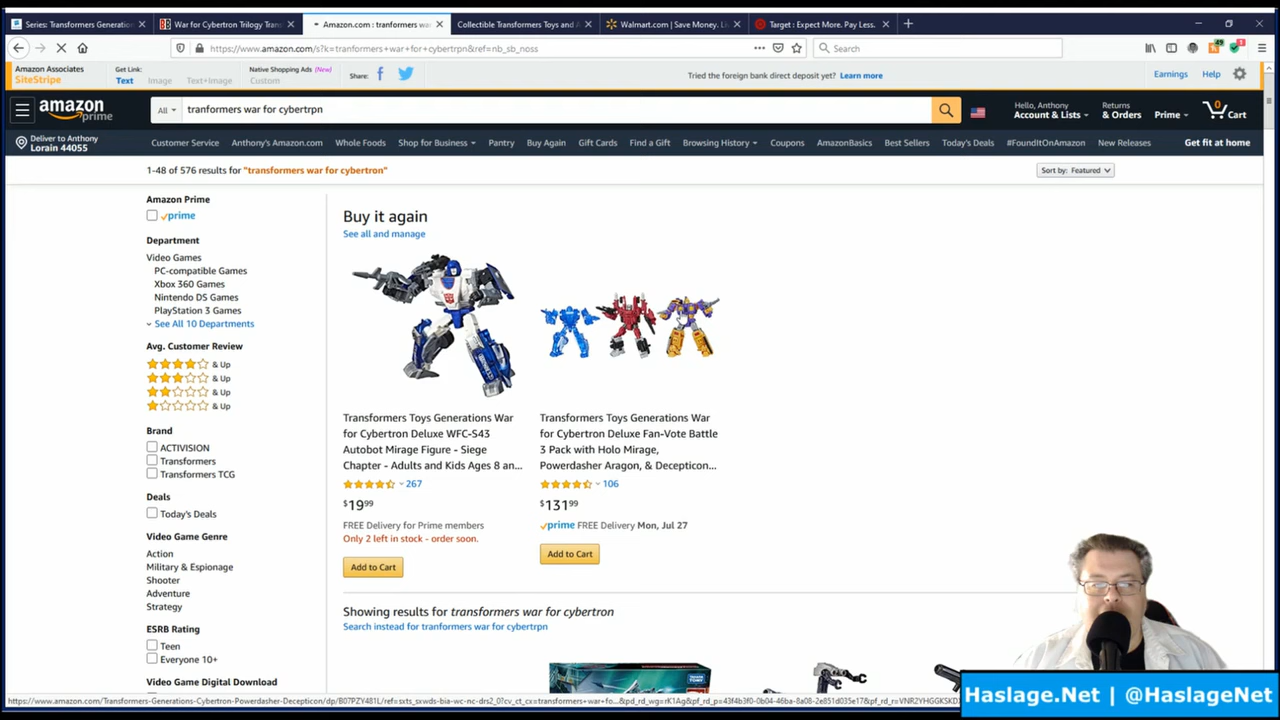 Series: Transformers Generation
War for Cybertron Trilogy Tran
Amazon.com : tranformers wa
Collectible Transformers Toys and A
Walmart.com | Save Money. Li
Target : Expect More. Pay Less.
https://www.amazon.com/s?k=tranformers+war+for+cybertrpn&ref=nb_sb_noss
Search
Amazon Associates
SiteStripe
Get Link:
Text
Image
Text+Image
Native Shopping Ads (New)
Custom
Share:
Tried the foreign bank direct deposit yet? Learn more
Earnings
Help
amazon
prime
All
tranformers war for cybertrpn
Hello, Anthony
Account & Lists
Returns
& Orders
Prime
0
Cart
Deliver to Anthony
Lorain 44055
Customer Service
Anthony's Amazon.com
Whole Foods
Shop for Business
Pantry
Buy Again
Gift Cards
Find a Gift
Browsing History
Coupons
AmazonBasics
Best Sellers
Today's Deals
#FoundItOnAmazon
New Releases
Get fit at home
1-48 of 576 results for "transformers war for cybertron"
Sort by: Featured
Amazon Prime
prime
Department
Video Games
PC-compatible Games
Xbox 360 Games
Nintendo DS Games
PlayStation 3 Games
See All 10 Departments
Avg. Customer Review
& Up
& Up
& Up
& Up
Brand
ACTIVISION
Transformers
Transformers TCG
Deals
Today's Deals
Video Game Genre
Action
Military & Espionage
Shooter
Adventure
Strategy
ESRB Rating
Teen
Everyone 10+
Video Game Digital Download
Buy it again
See all and manage
Transformers Toys Generations War
for Cybertron Deluxe WFC-S43
Autobot Mirage Figure - Siege
Chapter - Adults and Kids Ages 8 an...
267
$19.99
FREE Delivery for Prime members
Only 2 left in stock - order soon.
Add to Cart
Transformers Toys Generations War
for Cybertron Deluxe Fan-Vote Battle
3 Pack with Holo Mirage,
Powerdasher Aragon, & Decepticon...
106
$131.99
prime FREE Delivery Mon, Jul 27
Add to Cart
Showing results for transformers war for cybertron
Search instead for tranformers war for cybertrpn
Haslage.Net | @HaslageNet